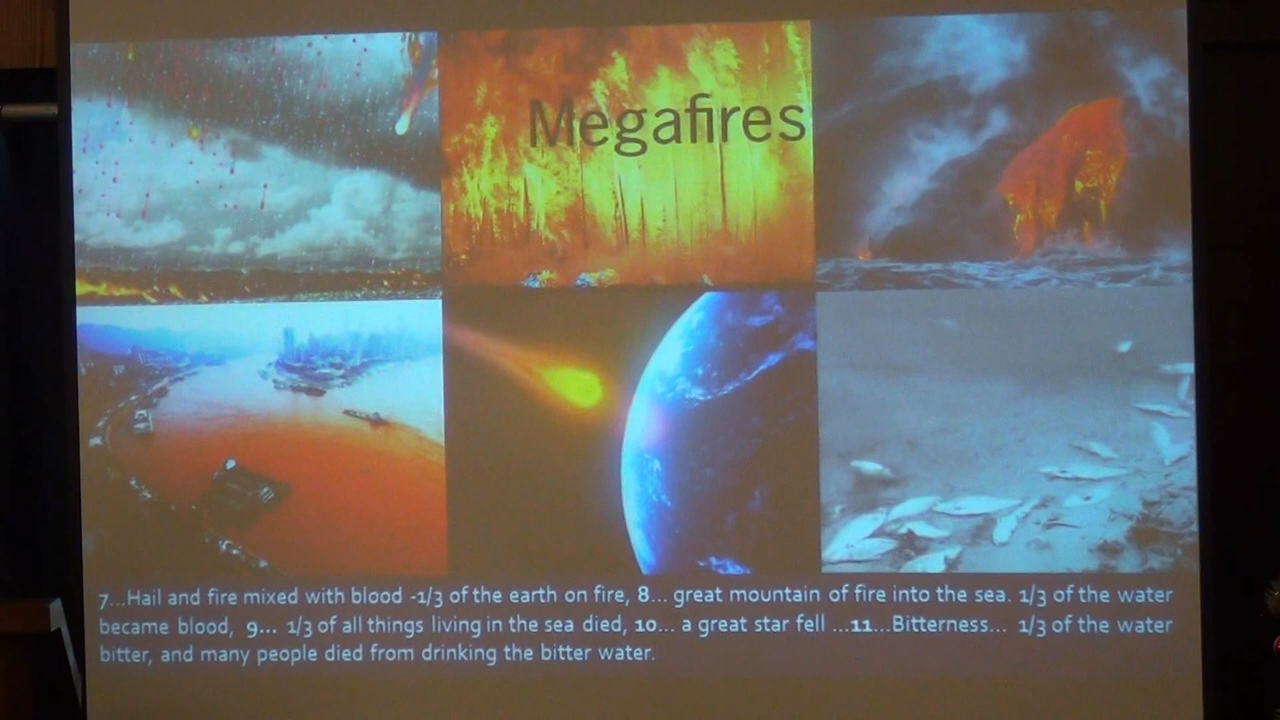 Megafires
7...Hail and fire mixed with blood -1/3 of the earth on fire, 8... great mountain of fire into the sea. 1/3 of the water
became blood, 9... 1/3 of all things living in the sea died, 10... a great star fell ...11...Bitterness... 1/3 of the water
bitter, and many people died from drinking the bitter water.